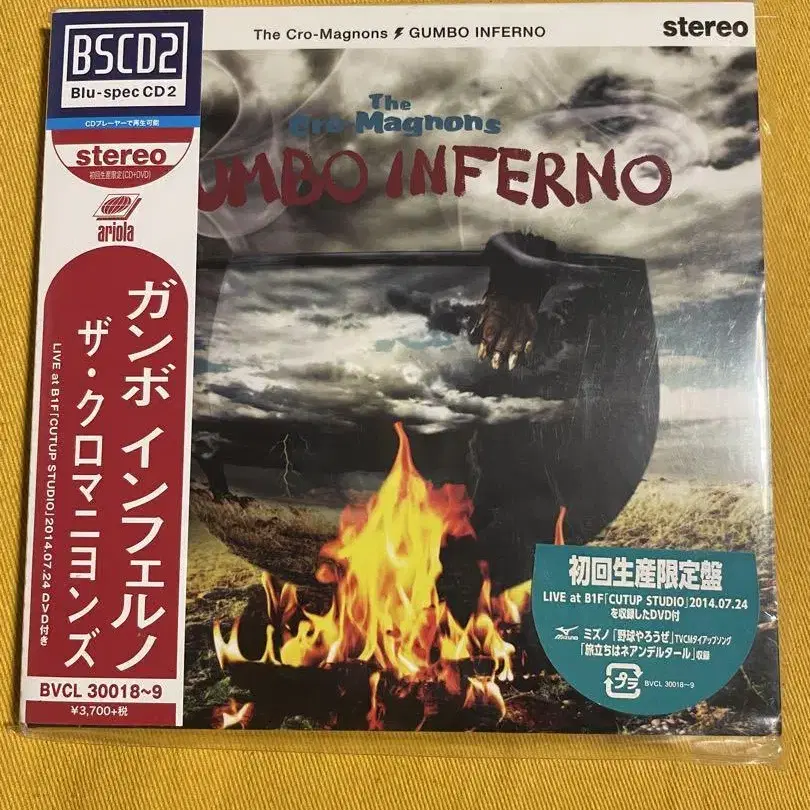 BSCD2
Blu-spec CD2
CDプレーヤーで再生可能
stereo
初回生産限定(CD+DVD)
ariola
ガンボ インフェルノ
ザ・クロマニヨンズ
LIVE at B1F「CUTUP STUDIO」2014.07.24 DVD付き
BVCL 30018~9
¥3,700+税
The Cro-Magnons GUMBO INFERNO
stereo
The
Cro-Magnons
UMBO INFERNO
初回生産限定盤
LIVE at B1F「CUTUP STUDIO」2014.07.24
を収録したDVD付
MIZUNO ミズノ「野球やろうぜ」TVCMタイアップソング
「旅立ちはネアンデルタール」収録
プラ
BVCL 30018~9